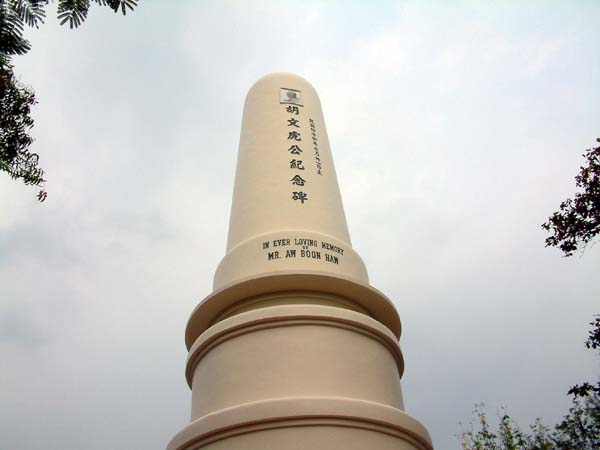 胡文虎公紀念碑
IN EVER LOVING MEMORY
OF
MR. AW BOON HAW